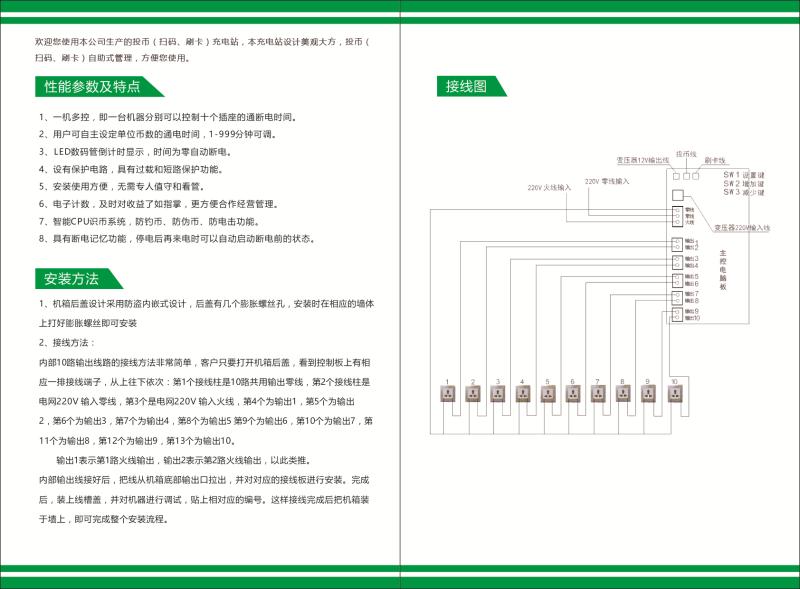 欢迎您使用本公司生产的投币（扫码、刷卡）充电站，本充电站设计美观大方，投币（
扫码、刷卡）自助式管理，方便您使用。
性能参数及特点
1、一机多控，即一台机器分别可以控制十个插座的通断电时间。
2、用户可自主设定单位币数的通电时间，1-999分钟可调。
3、LED数码管倒计时显示，时间为零自动断电。
4、设有保护电路，具有过载和短路保护功能。
5、安装使用方便，无需专人值守和看管。
6、电子计数，及时对收益了如指掌，更方便合作经营管理。
7、智能CPU识币系统，防钓币、防伪币、防电击功能。
8、具有断电记忆功能，停电后再来电时可以自动启动断电前的状态。
安装方法
1、机箱后盖设计采用防盗内嵌式设计，后盖有几个膨胀螺丝孔，安装时在相应的墙体
上打好膨胀螺丝即可安装
2、接线方法：
内部10路输出线路的接线方法非常简单，客户只要打开机箱后盖，看到控制板上有相
应一排接线端子，从上往下依次：第1个接线柱是10路共用输出零线，第2个接线柱是
电网220V 输入零线，第3个是电网220V 输入火线，第4个为输出1，第5个为输出
2，第6个为输出3，第7个为输出4，第8个为输出5 第9个为输出6，第10个为输出7，第
11个为输出8，第12个为输出9，第13个为输出10。
输出1表示第1路火线输出，输出2表示第2路火线输出，以此类推。
内部输出线接好后，把线从机箱底部输出口拉出，并对对应的接线板进行安装。完成
后，装上线槽盖，并对机器进行调试，贴上相对应的编号。这样接线完成后把机箱装
于墙上，即可完成整个安装流程。
接线图
投币线
变压器12V输出线
刷卡线
SW1 设置键
SW2 增加键
SW3 减少键
220V 零线输入
220V 火线输入
零线
零线
火线
变压器220V输入线
输出1
输出2
输出3
输出4
输出5
输出6
输出7
输出8
输出9
输出10
主控电脑板
1 2 3 4 5 6 7 8 9 10